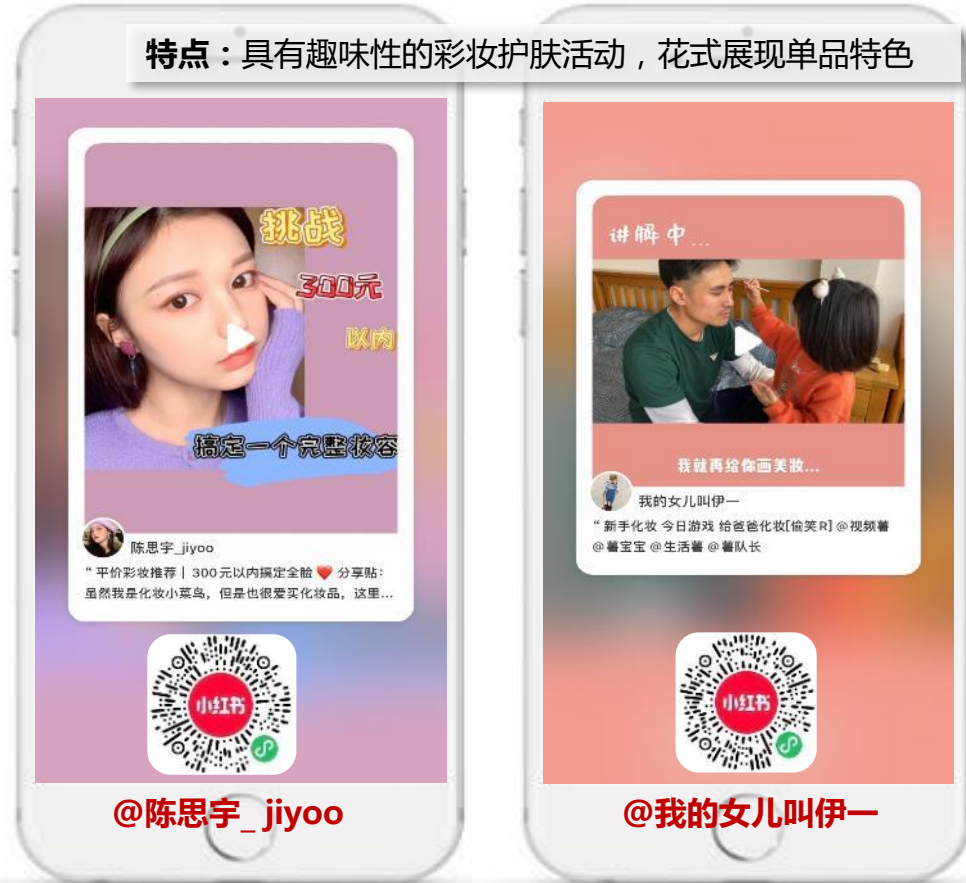 特点：具有趣味性的彩妆护肤活动，花式展现单品特色
挑战
300元
以内
搞定一个完整妆容
陈思宇_jiyoo
“ 平价彩妆推荐｜300元以内搞定全脸❤️ 分享贴：
虽然我是化妆小菜鸟，但是也很爱买化妆品，这里...
小红书
@陈思宇_ jiyoo
讲解中...
我就再给你画美妆...
我的女儿叫伊一
“ 新手化妆 今日游戏 给爸爸化妆[偷笑R] @视频薯
@薯宝宝 @生活薯 @薯队长
小红书
@我的女儿叫伊一